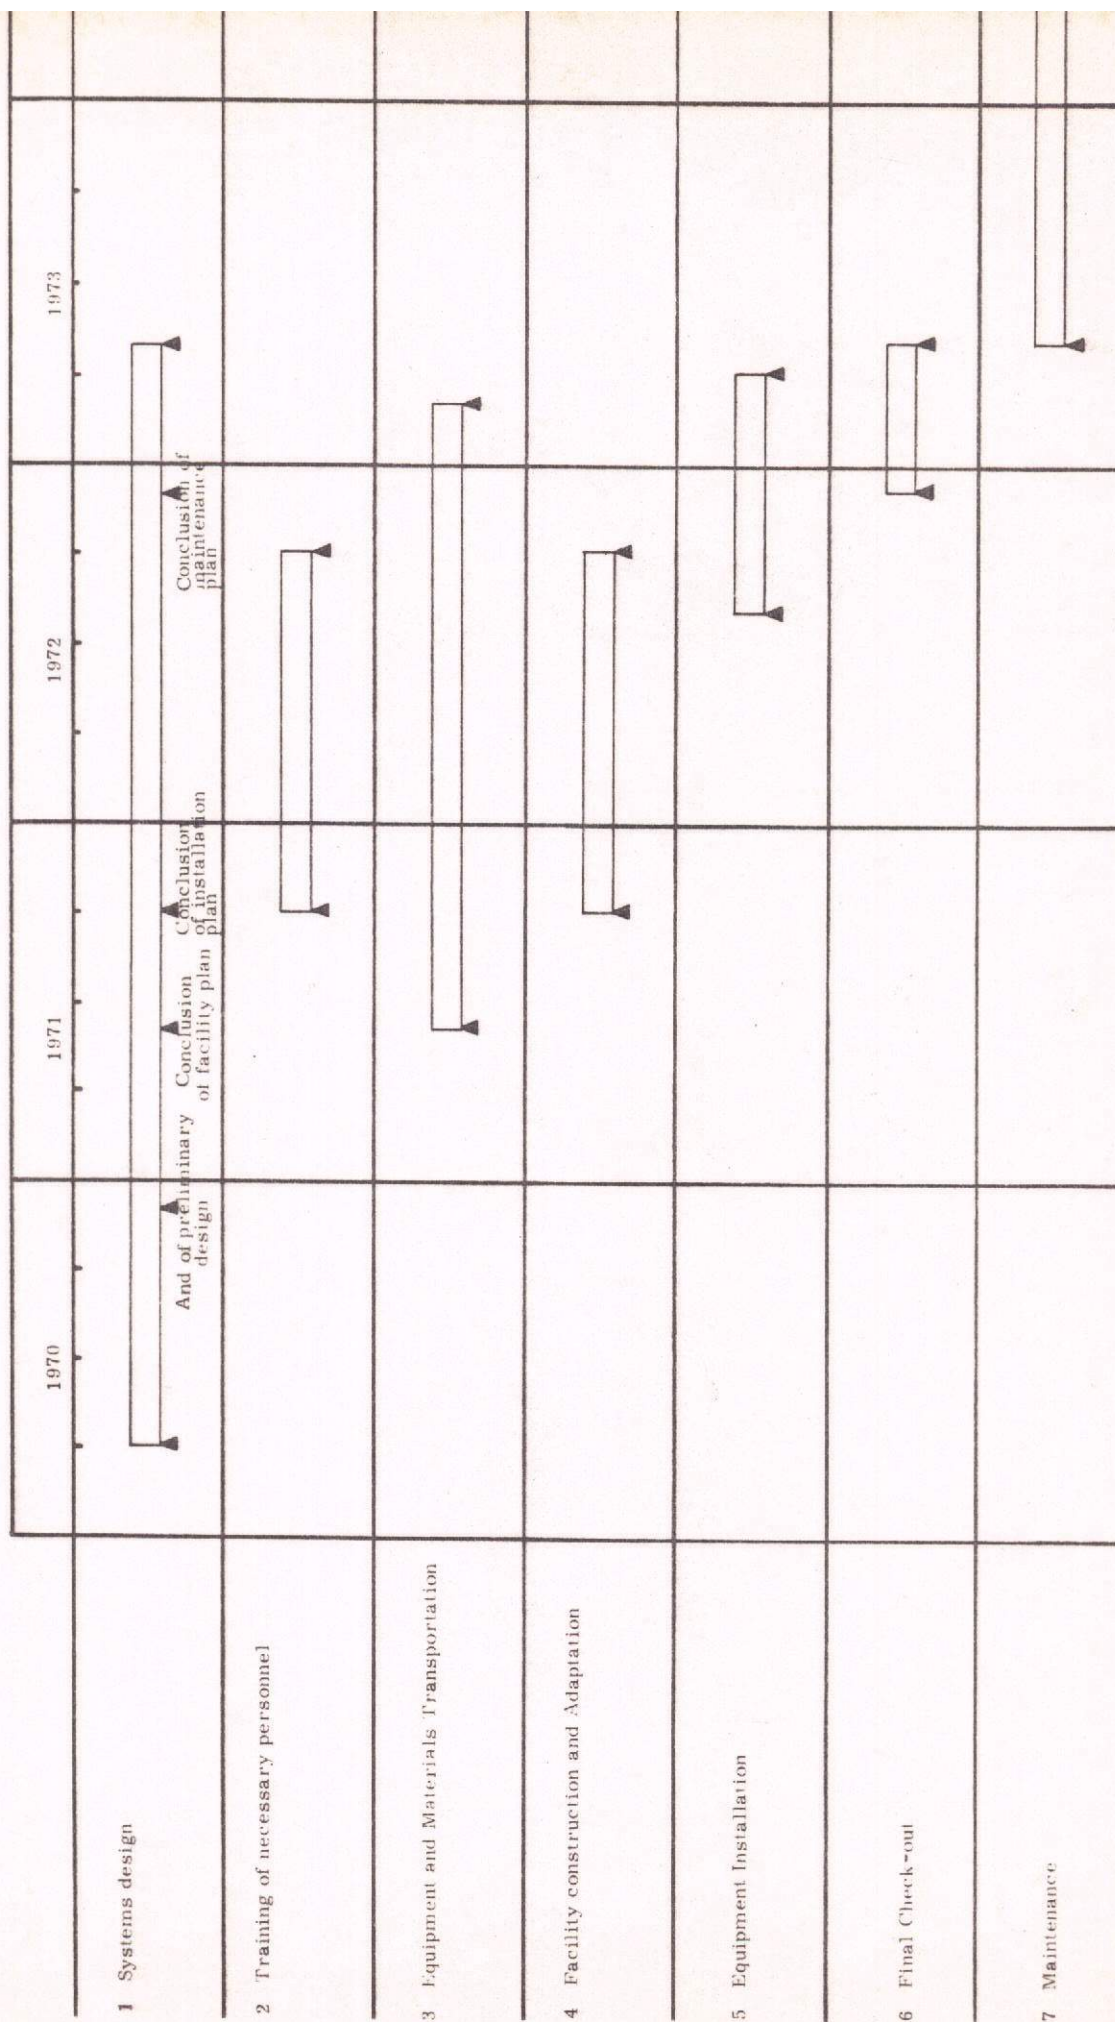 1970 1971 1972 1973
1 Systems design
And of preliminary
design
Conclusion
of facility plan
Conclusion
of installation
plan
Conclusion of
maintenance
plan
2 Training of necessary personnel
3 Equipment and Materials Transportation
4 Facility construction and Adaptation
5 Equipment Installation
6 Final Check-out
7 Maintenance